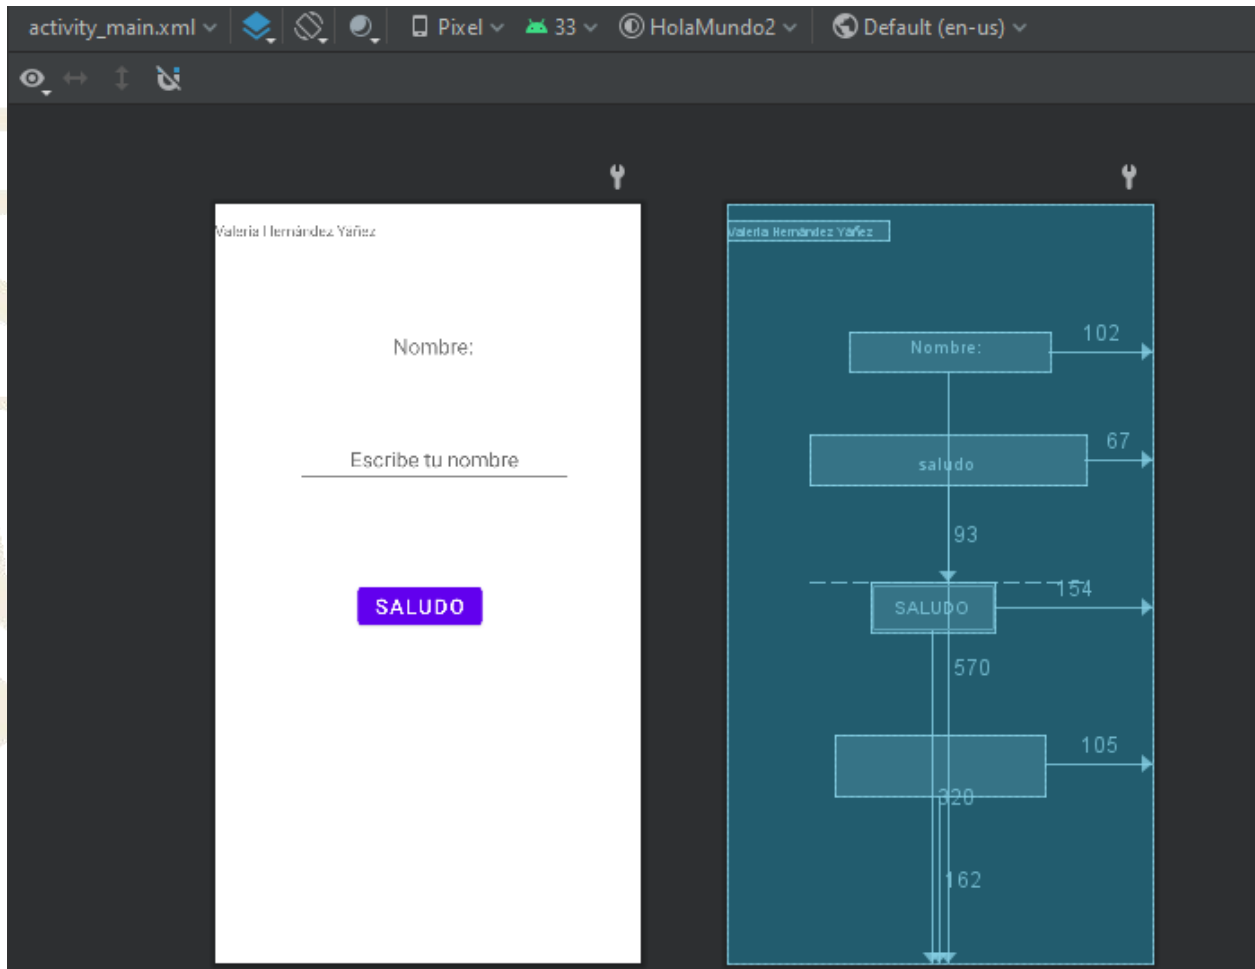 activity_main.xml Pixel 33 HolaMundo2 Default (en-us)
Valeria Hernández Yañez
Nombre:
Escribe tu nombre
SALUDO
Valeria Hernández Yáñez
Nombre:
102
saludo
67
93
SALUDO
154
570
105
320
162